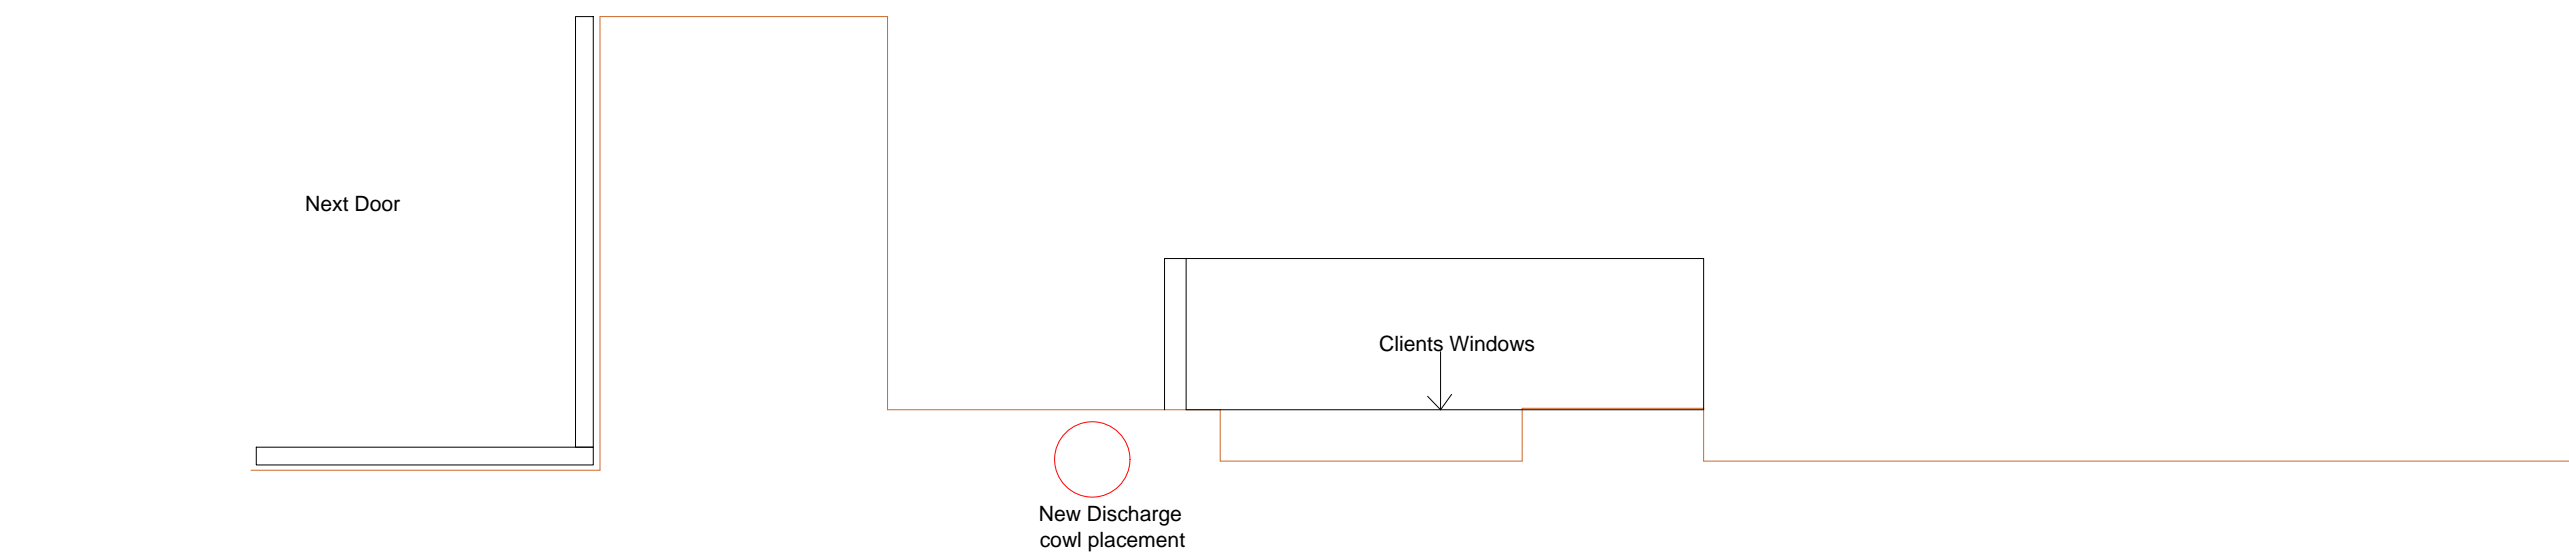 Next Door
Clients Windows
New Discharge
cowl placement